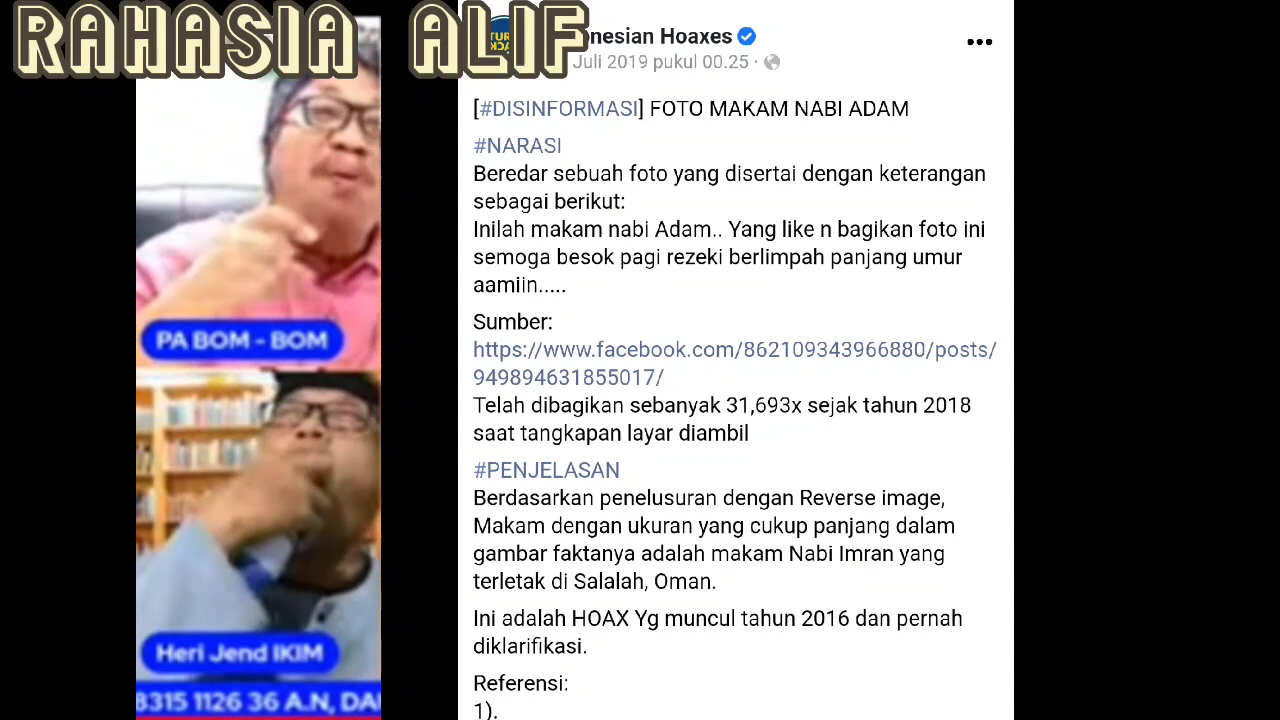 RAHASIA ALIF
PA BOM - BOM
Heri Jend IKIM
8315 1126 36 A.N, DA
nesian Hoaxes
Juli 2019 pukul 00.25 ·
[#DISINFORMASI] FOTO MAKAM NABI ADAM
#NARASI
Beredar sebuah foto yang disertai dengan keterangan
sebagai berikut:
Inilah makam nabi Adam.. Yang like n bagikan foto ini
semoga besok pagi rezeki berlimpah panjang umur
aamiin.....
Sumber:
https://www.facebook.com/862109343966880/posts/
949894631855017/
Telah dibagikan sebanyak 31,693x sejak tahun 2018
saat tangkapan layar diambil
#PENJELASAN
Berdasarkan penelusuran dengan Reverse image,
Makam dengan ukuran yang cukup panjang dalam
gambar faktanya adalah makam Nabi Imran yang
terletak di Salalah, Oman.
Ini adalah HOAX Yg muncul tahun 2016 dan pernah
diklarifikasi.
Referensi:
1).